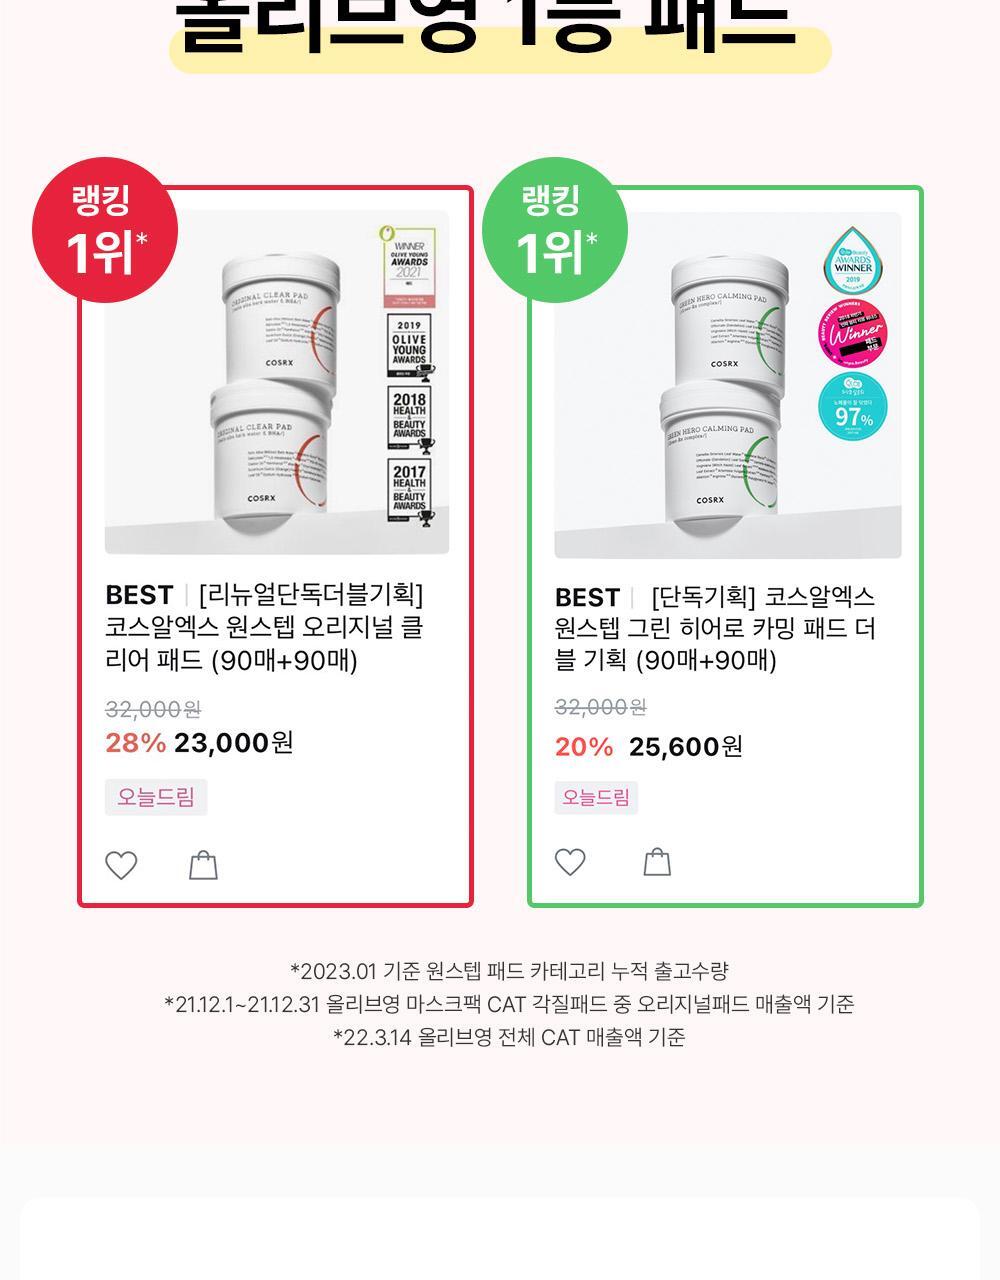 올리브영 1등 패드
랭킹
1위*
WINNER
OLIVE YOUNG
AWARDS
2021
2019
OLIVE
YOUNG
AWARDS
2018
HEALTH
&
BEAUTY
AWARDS
2017
HEALTH
&
BEAUTY
AWARDS
ORIGINAL CLEAR PAD
COSRX
ORIGINAL CLEAR PAD
COSRX
BEST | [리뉴얼단독더블기획]
코스알엑스 원스텝 오리지널 클
리어 패드 (90매+90매)
32,000원
28% 23,000원
오늘드림
랭킹
1위*
AWARDS
WINNER
2019
Winner
패드
부문
97%
GREEN HERO CALMING PAD
COSRX
GREEN HERO CALMING PAD
COSRX
BEST | [단독기획] 코스알엑스
원스텝 그린 히어로 카밍 패드 더
블 기획 (90매+90매)
32,000원
20% 25,600원
오늘드림
*2023.01 기준 원스텝 패드 카테고리 누적 출고수량
*21.12.1~21.12.31 올리브영 마스크팩 CAT 각질패드 중 오리지널패드 매출액 기준
*22.3.14 올리브영 전체 CAT 매출액 기준